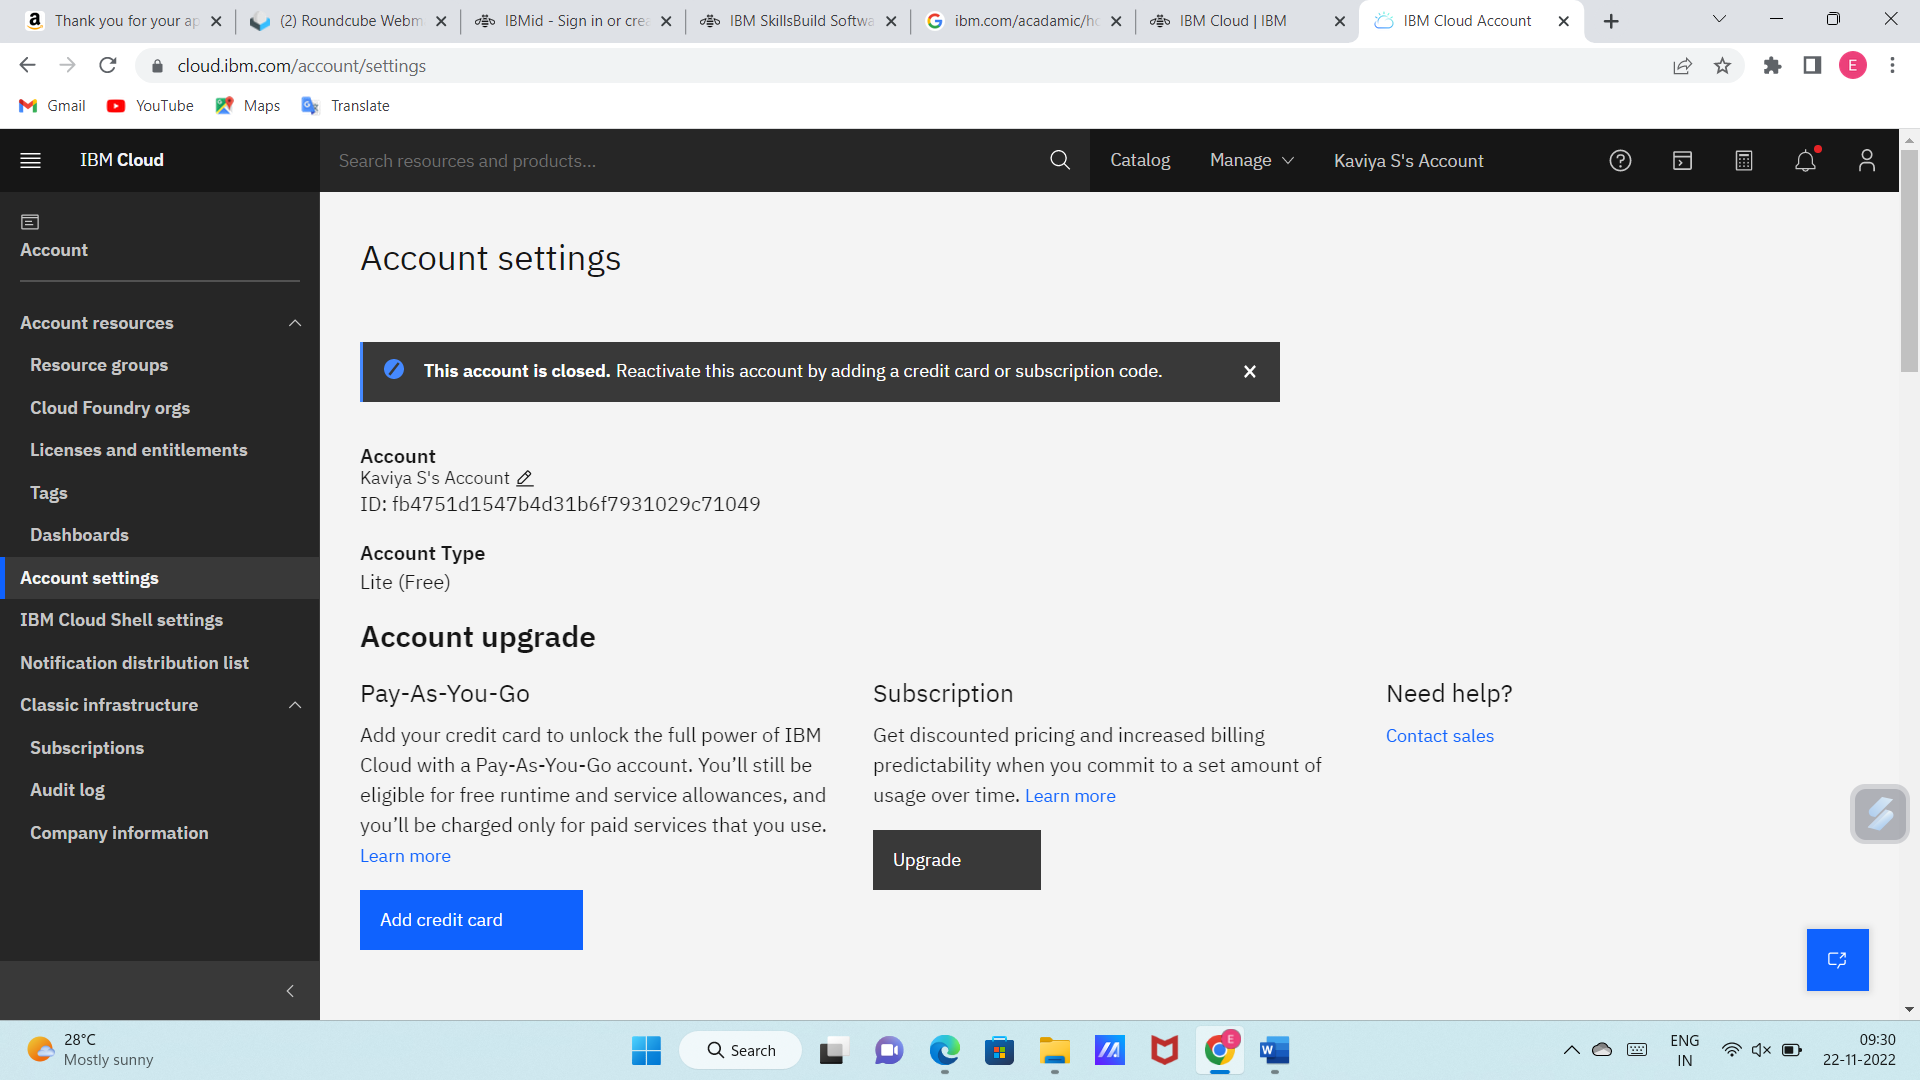 Thank you for your ap
(2) Roundcube Webm
IBMid - Sign in or crea
IBM SkillsBuild Softwa
ibm.com/acadamic/ho
IBM Cloud | IBM
IBM Cloud Account
cloud.ibm.com/account/settings
E
Gmail
YouTube
Maps
Translate
IBM Cloud
Search resources and products...
Catalog
Manage
Kaviya S's Account
Account
Account resources
Resource groups
Cloud Foundry orgs
Licenses and entitlements
Tags
Dashboards
Account settings
IBM Cloud Shell settings
Notification distribution list
Classic infrastructure
Subscriptions
Audit log
Company information
Account settings
This account is closed. Reactivate this account by adding a credit card or subscription code.
Account
Kaviya S's Account
ID: fb4751d1547b4d31b6f7931029c71049
Account Type
Lite (Free)
Account upgrade
Pay-As-You-Go
Add your credit card to unlock the full power of IBM
Cloud with a Pay-As-You-Go account. You’ll still be
eligible for free runtime and service allowances, and
you’ll be charged only for paid services that you use.
Learn more
Add credit card
Subscription
Get discounted pricing and increased billing
predictability when you commit to a set amount of
usage over time. Learn more
Upgrade
Need help?
Contact sales
28°C
Mostly sunny
Search
E
ENG
IN
09:30
22-11-2022